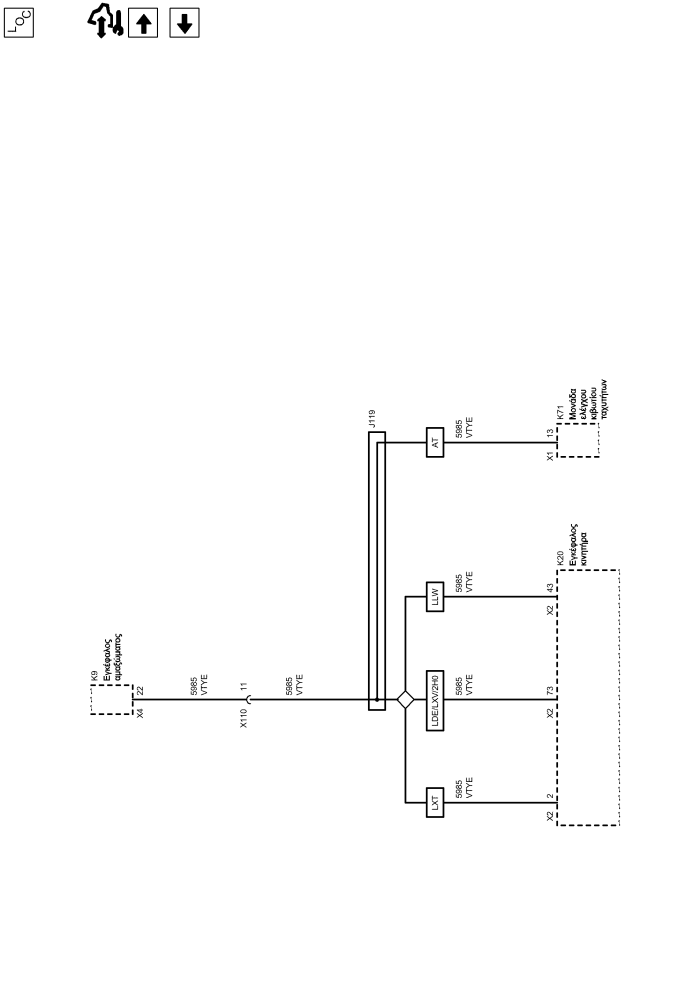 LOC
K9
Εγκέφαλος
αμαξώματος
X4
22
5985
VTYE
X110
11
5985
VTYE
J119
AT
5985
VTYE
X1
13
K71
Μονάδα
ελέγχου
κιβωτίου
ταχυτήτων
LLW
5985
VTYE
X2
43
K20
Εγκέφαλος
κινητήρα
LDE/LXV/2H0
5985
VTYE
X2
73
LXT
5985
VTYE
X2
2